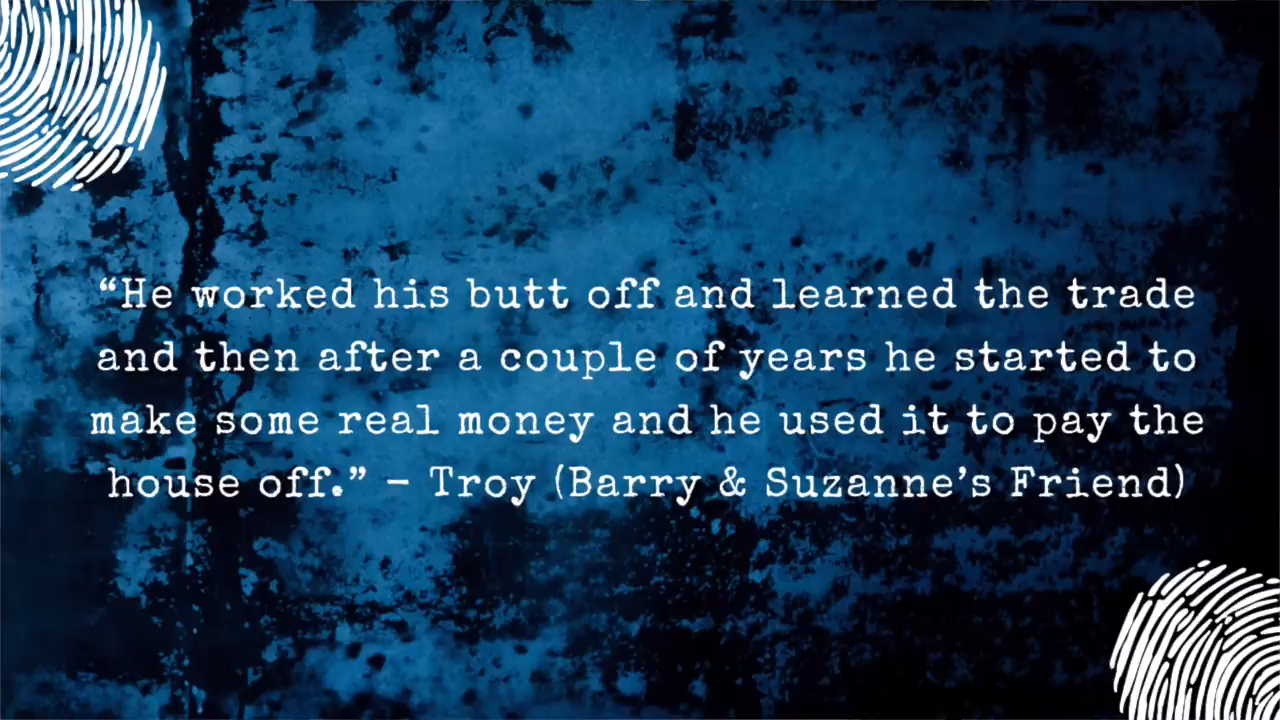 “He worked his butt off and learned the trade
and then after a couple of years he started to
make some real money and he used it to pay the
house off.” – Troy (Barry & Suzanne’s Friend)